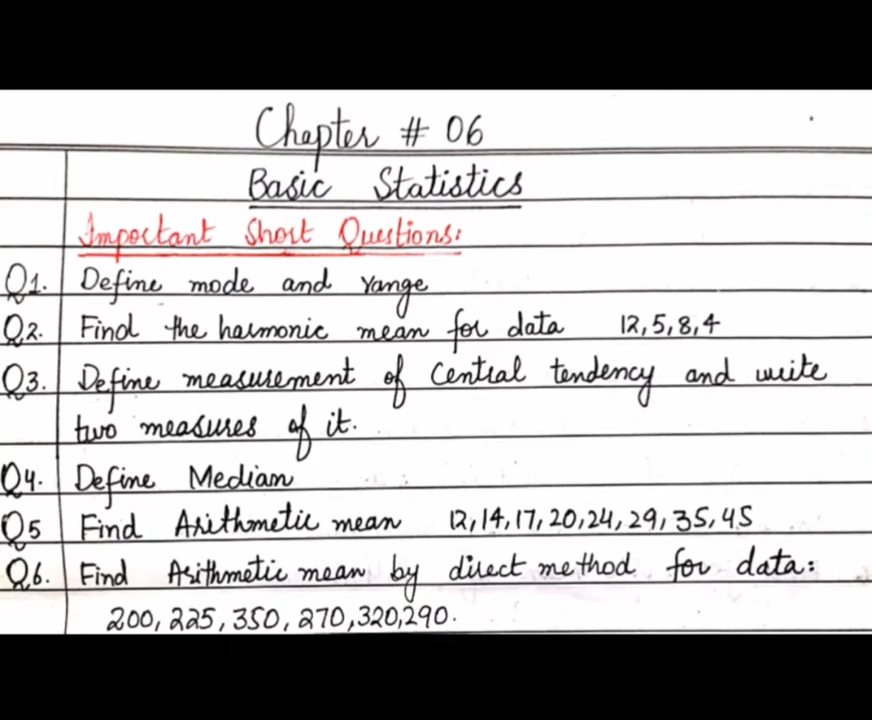 Chapter # 06
Basic Statistics
Important Short Questions:
Q1. Define mode and range
Q2. Find the harmonic mean for data 12,5,8,4
Q3. Define measurement of central tendency and write
two measures of it.
Q4. Define Median
Q5 Find Arithmetic mean 12,14,17,20,24,29,35,45
Q6. Find Arithmetic mean by direct method for data:
200, 225, 350, 270, 320, 290.